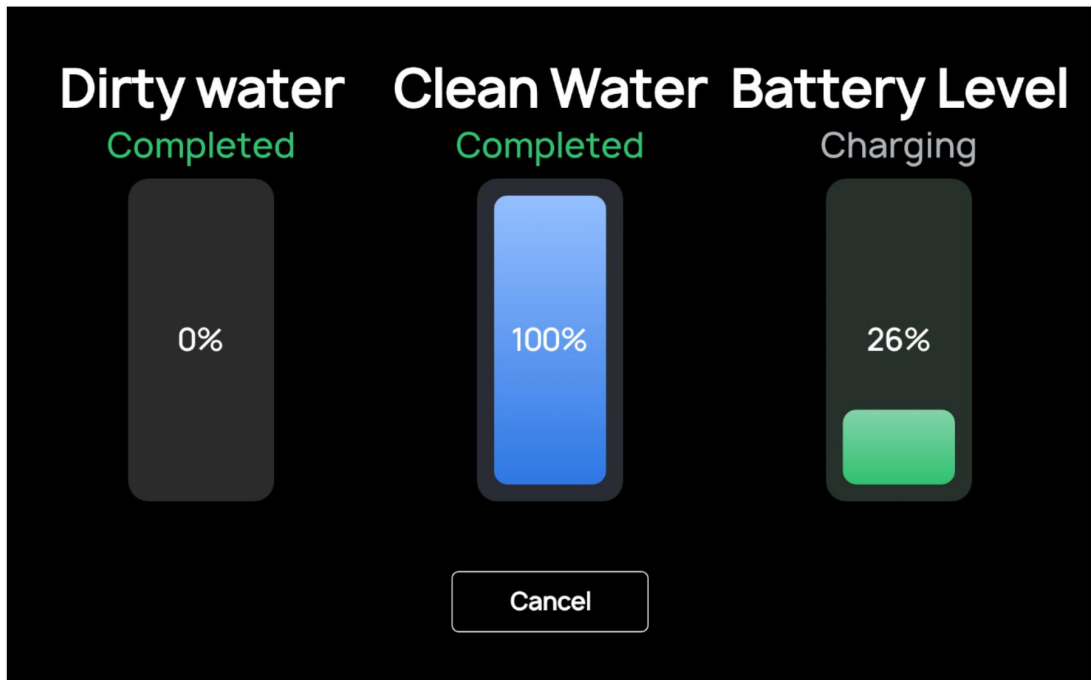 Dirty water
Completed
0%
Clean Water
Completed
100%
Battery Level
Charging
26%
Cancel